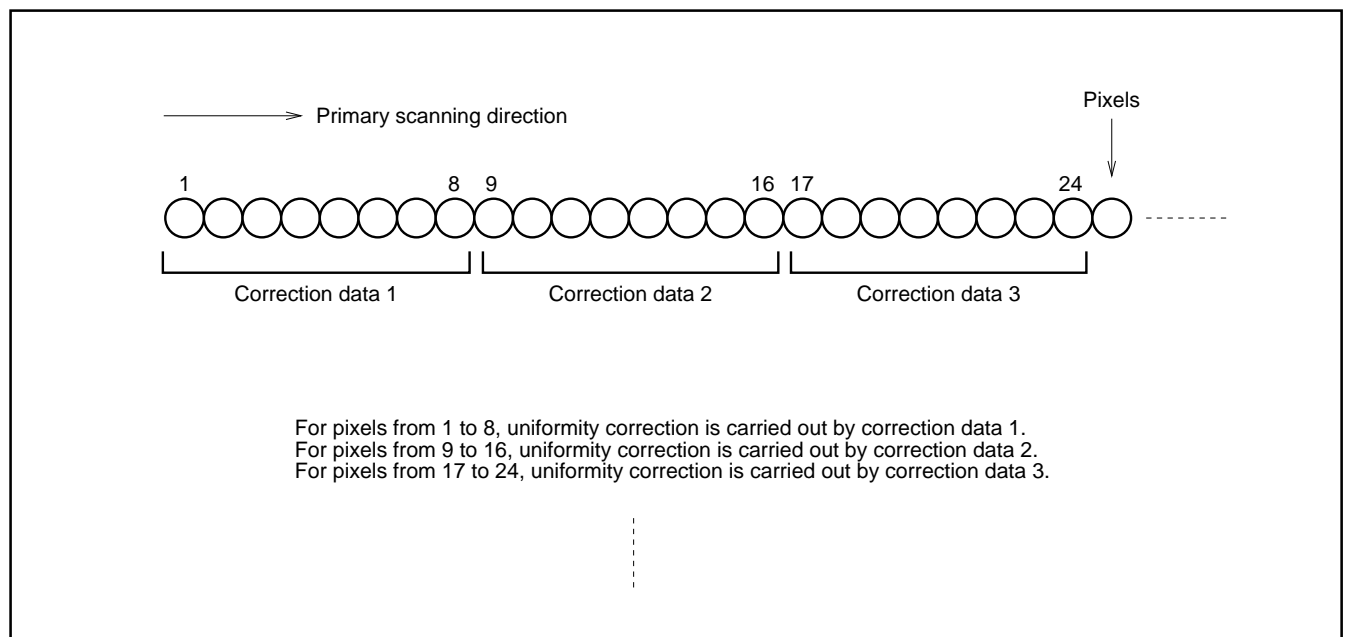 Pixels
Primary scanning direction
1 8 9 16 17 24
Correction data 1 Correction data 2 Correction data 3
For pixels from 1 to 8, uniformity correction is carried out by correction data 1.
For pixels from 9 to 16, uniformity correction is carried out by correction data 2.
For pixels from 17 to 24, uniformity correction is carried out by correction data 3.